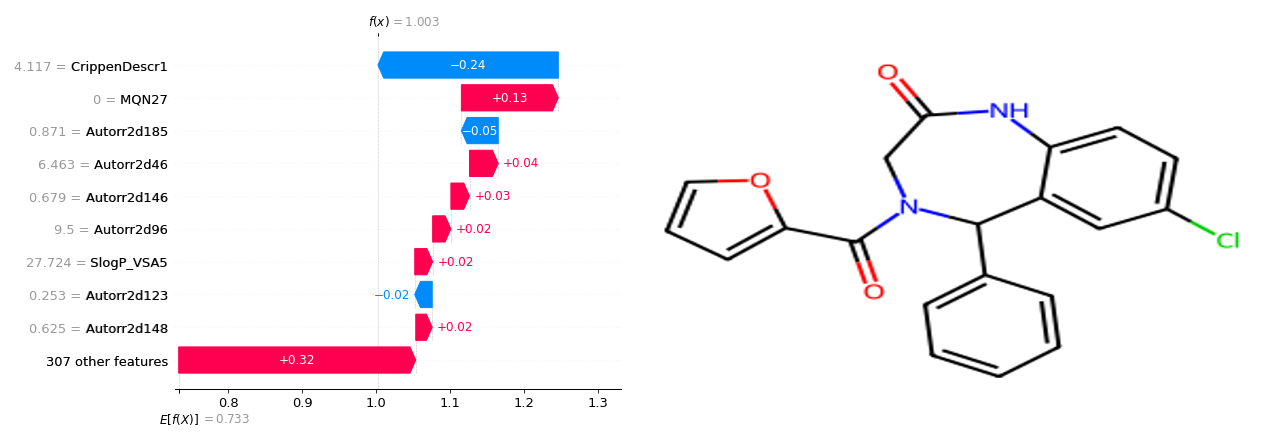 f(x) = 1.003
4.117 = CrippenDescr1
−0.24
0 = MQN27
+0.13
0.871 = Autorr2d185
−0.05
6.463 = Autorr2d46
+0.04
0.679 = Autorr2d146
+0.03
9.5 = Autorr2d96
+0.02
27.724 = SlogP_VSA5
+0.02
0.253 = Autorr2d123
−0.02
0.625 = Autorr2d148
+0.02
307 other features
+0.32
0.8 0.9 1.0 1.1 1.2 1.3
E[f(X)] = 0.733
O
NH
O
N
Cl
O